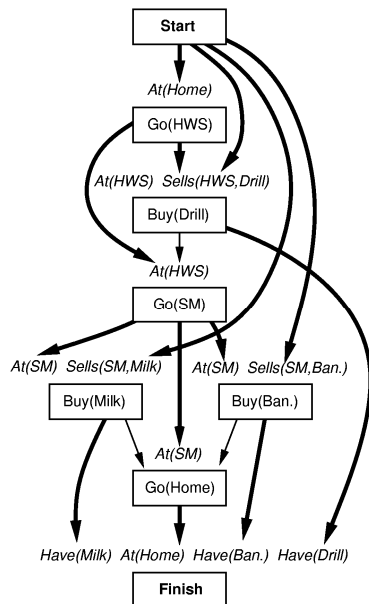 Start
At(Home)
Go(HWS)
At(HWS) Sells(HWS,Drill)
Buy(Drill)
At(HWS)
Go(SM)
At(SM) Sells(SM,Milk) At(SM) Sells(SM,Ban.)
Buy(Milk) Buy(Ban.)
At(SM)
Go(Home)
Have(Milk) At(Home) Have(Ban.) Have(Drill)
Finish